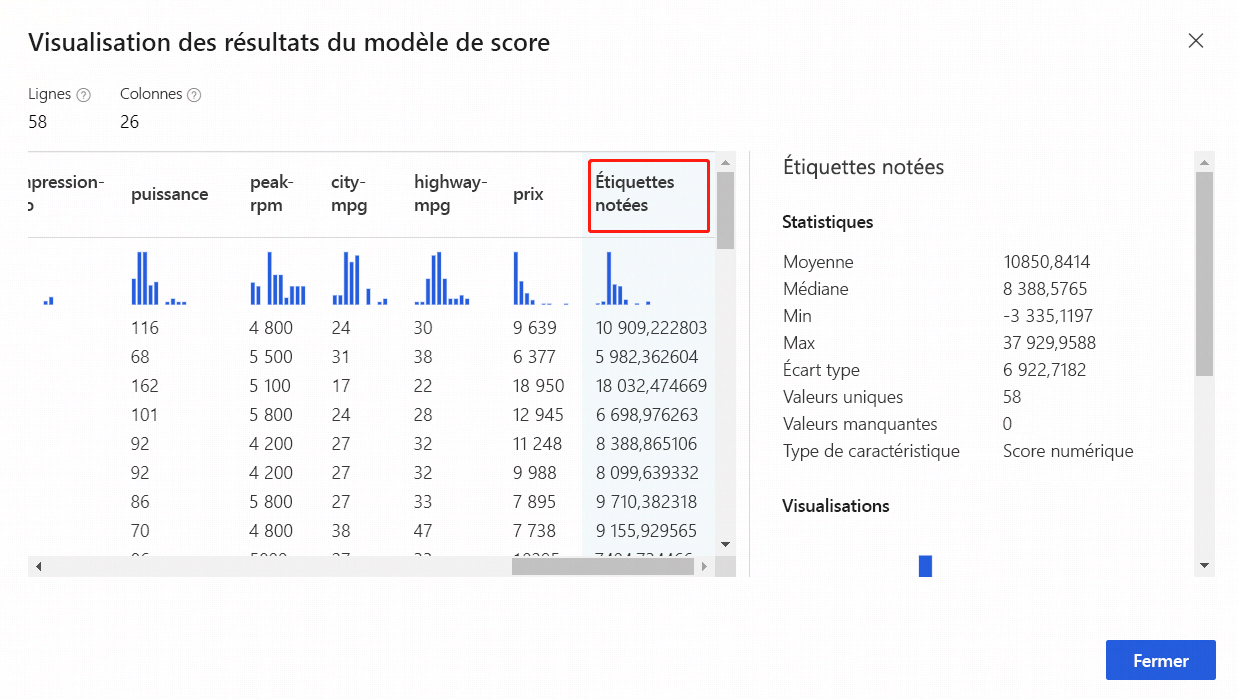 Visualisation des résultats du modèle de score
Lignes Colonnes
58 26
puissance peak-rpm city-mpg highway-mpg prix Étiquettes notées
116 4 800 24 30 9 639 10 909,222803
68 5 500 31 38 6 377 5 982,362604
162 5 100 17 22 18 950 18 032,474669
101 5 800 24 28 12 945 6 698,976263
92 4 200 27 32 11 248 8 388,865106
92 4 200 27 32 9 988 8 099,639332
86 5 800 27 33 7 895 9 710,382318
70 4 800 38 47 7 738 9 155,929565
Étiquettes notées
Statistiques
Moyenne 10850,8414
Médiane 8 388,5765
Min -3 335,1197
Max 37 929,9588
Écart type 6 922,7182
Valeurs uniques 58
Valeurs manquantes 0
Type de caractéristique Score numérique
Visualisations
Fermer